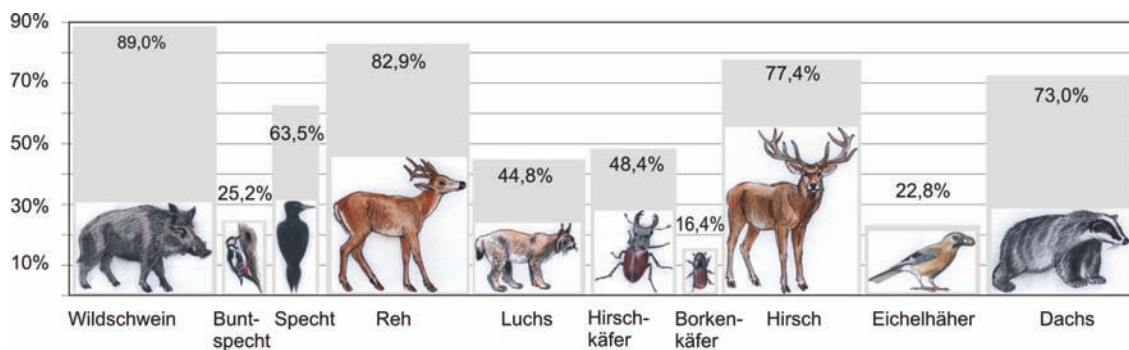 90%
70%
50%
30%
10%
89,0%
25,2%
63,5%
82,9%
44,8%
48,4%
16,4%
77,4%
22,8%
73,0%
Wildschwein
Bunt-
specht
Specht
Reh
Luchs
Hirsch-
käfer
Borken-
käfer
Hirsch
Eichelhäher
Dachs